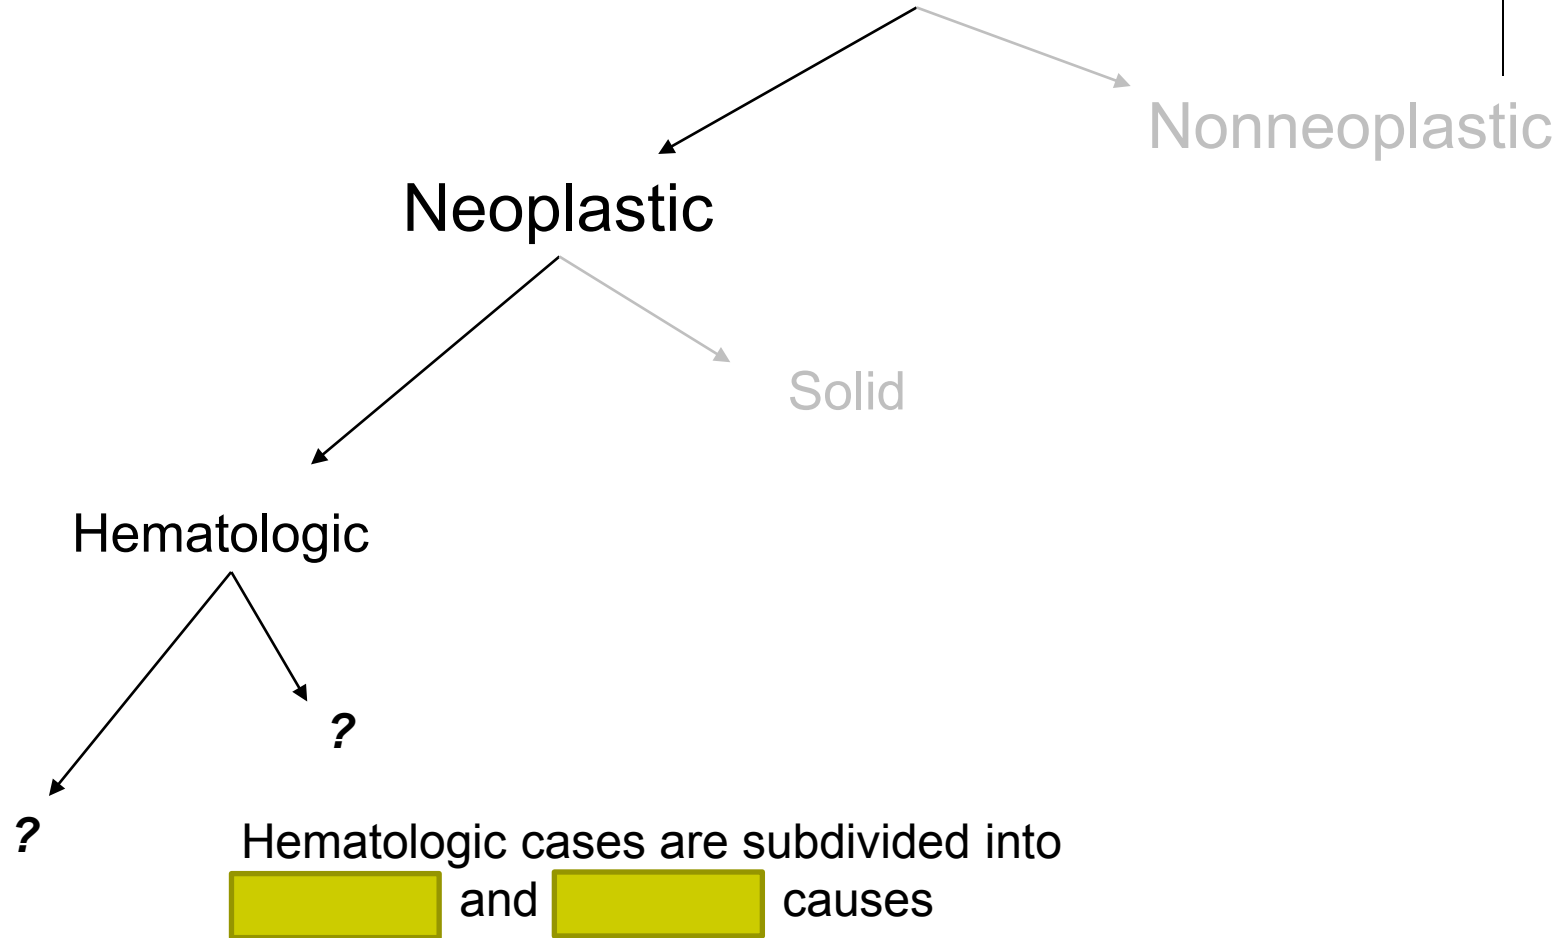 Nonneoplastic
Neoplastic
Solid
Hematologic
?
?
Hematologic cases are subdivided into
and causes